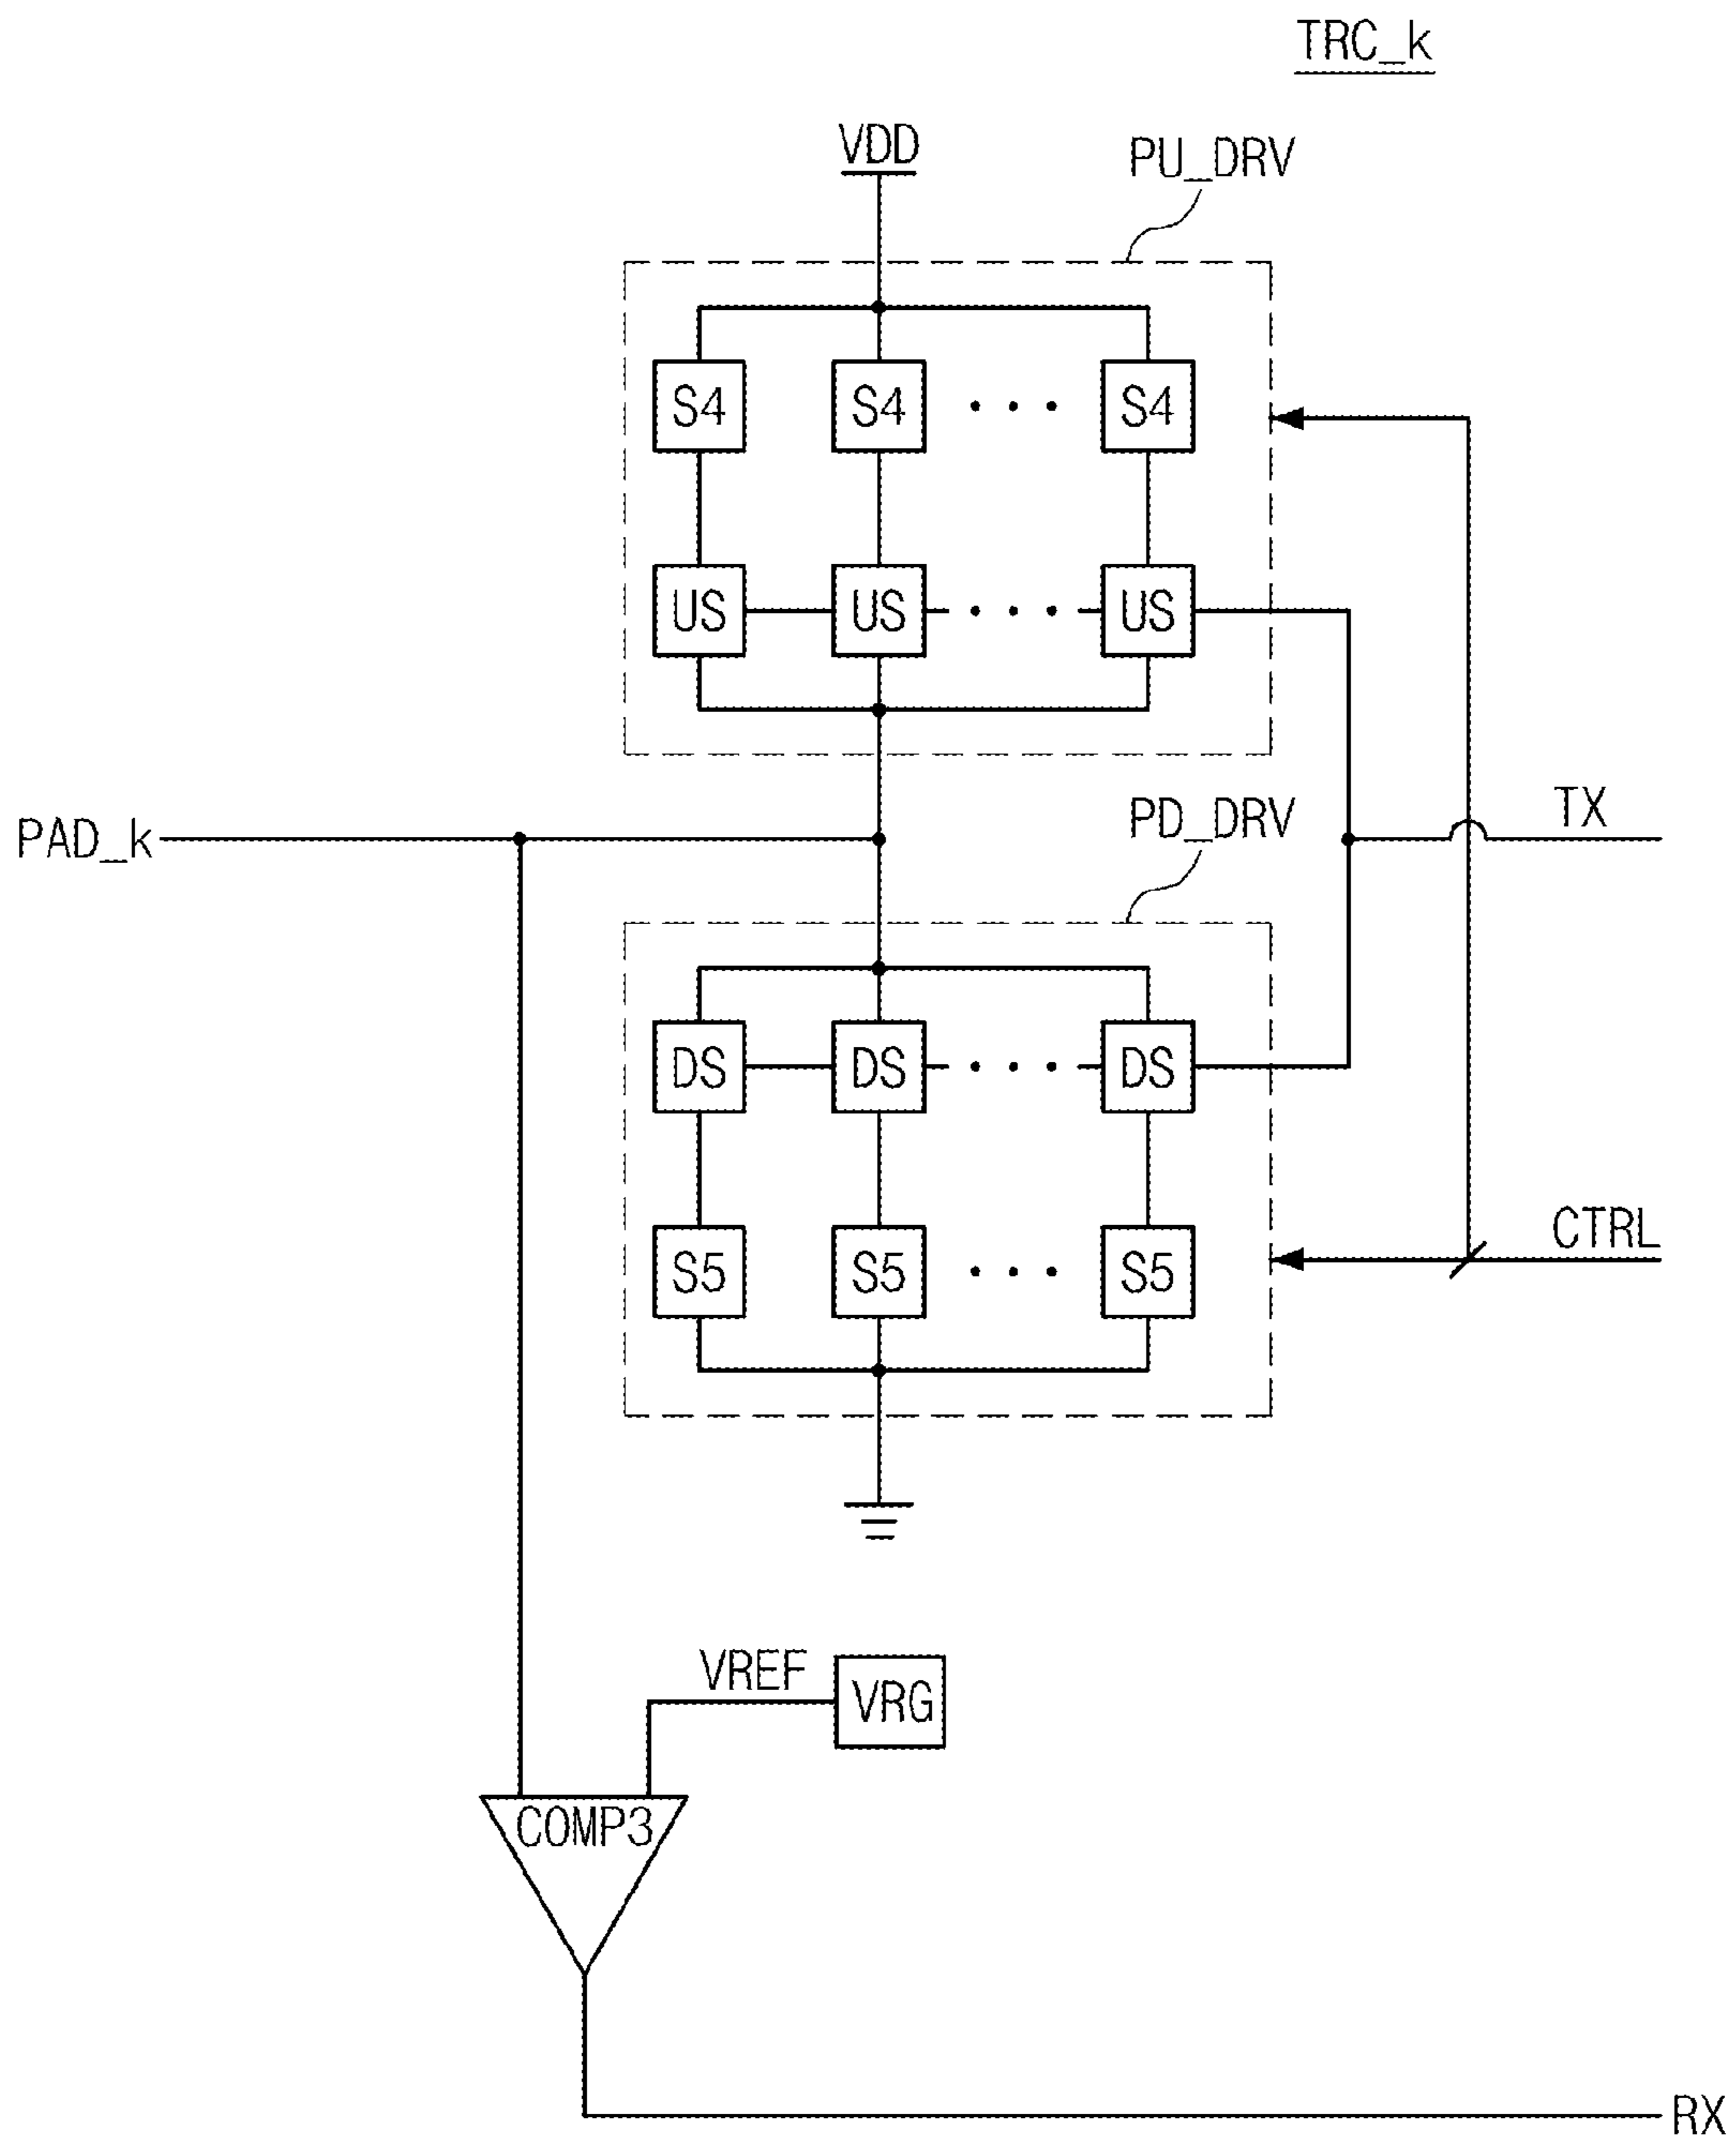 TRC_k
VDD
PU_DRV
S4 S4 ... S4
US US ... US
PAD_k
PD_DRV
TX
DS DS ... DS
CTRL
S5 S5 ... S5
VREF
VRG
COMP3
RX